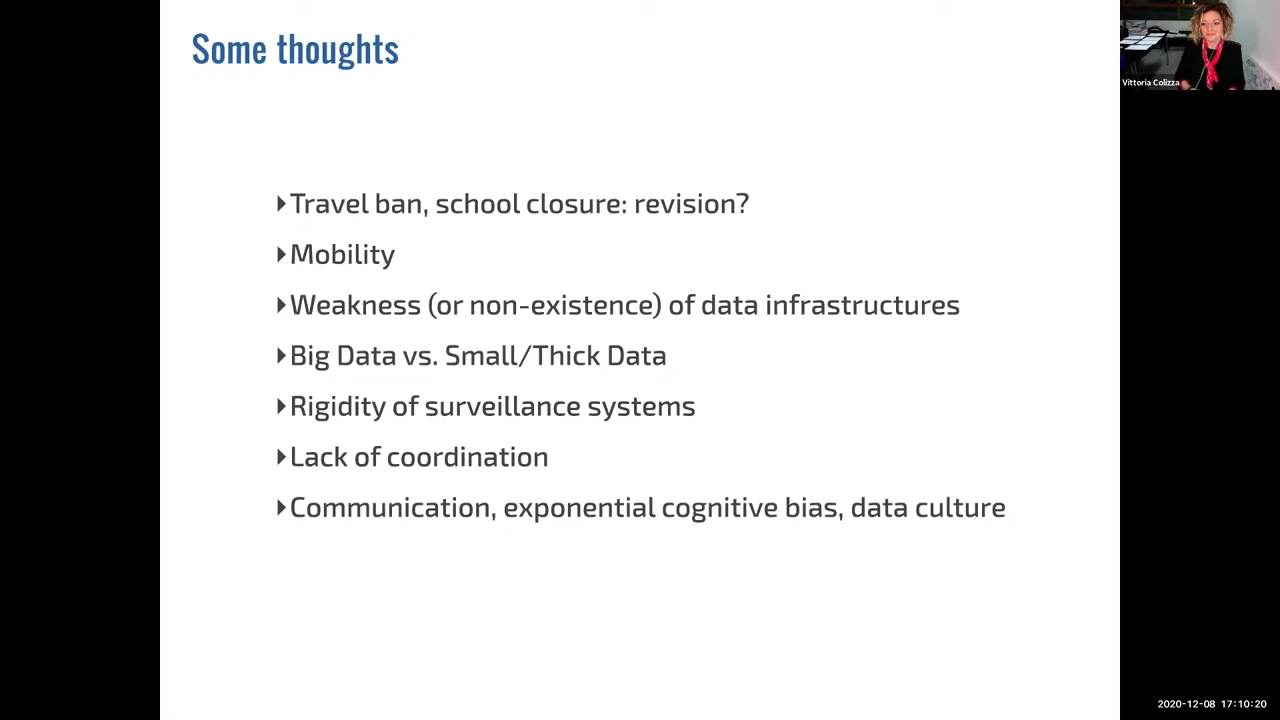 Some thoughts
Vittoria Colizza
‣Travel ban, school closure: revision?
‣Mobility
‣Weakness (or non-existence) of data infrastructures
‣Big Data vs. Small/Thick Data
‣Rigidity of surveillance systems
‣Lack of coordination
‣Communication, exponential cognitive bias, data culture
2020-12-08 17:10:20